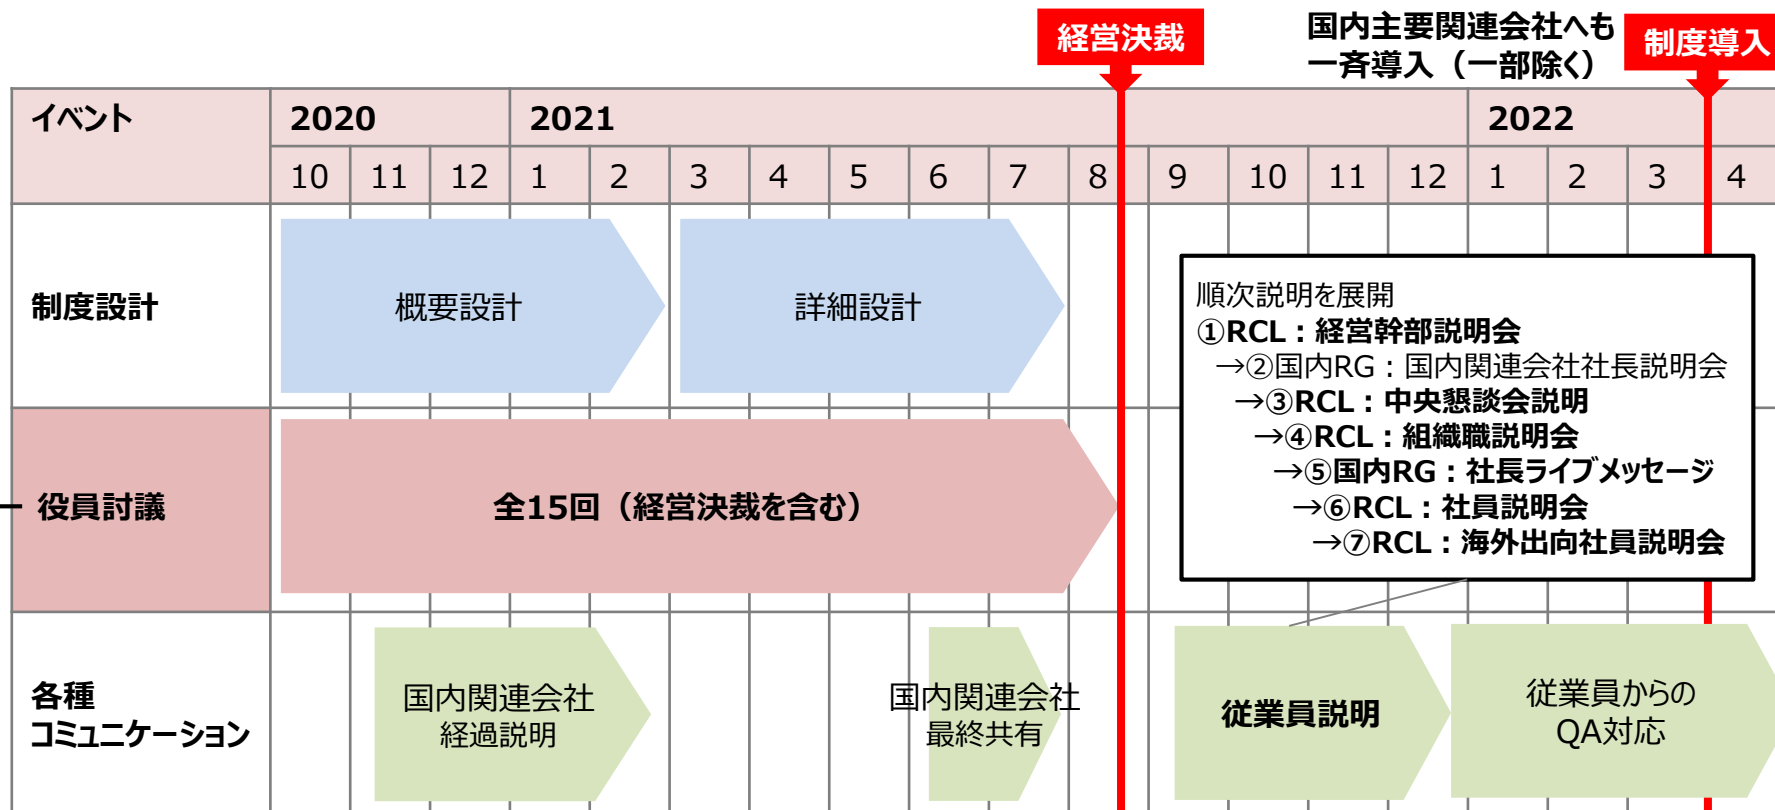 経営決裁
国内主要関連会社へも
一斉導入（一部除く）
制度導入
イベント
2020
2021
2022
10 11 12 1 2 3 4 5 6 7 8 9 10 11 12 1 2 3 4
制度設計
概要設計
詳細設計
順次説明を展開
①RCL：経営幹部説明会
→②国内RG：国内関連会社社長説明会
→③RCL：中央懇談会説明
→④RCL：組織職説明会
→⑤国内RG：社長ライブメッセージ
→⑥RCL：社員説明会
→⑦RCL：海外出向社員説明会
役員討議
全15回（経営決裁を含む）
各種
コミュニケーション
国内関連会社
経過説明
国内関連会社
最終共有
従業員説明
従業員からの
QA対応